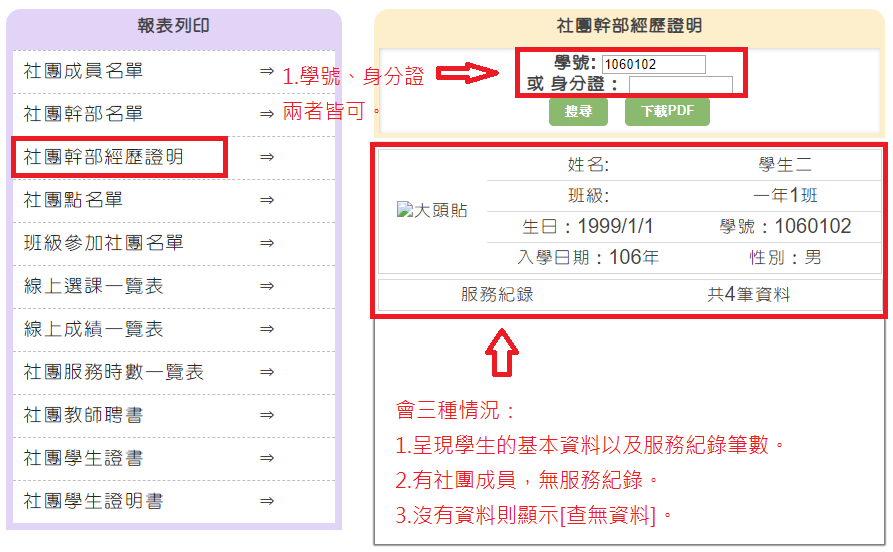 報表列印
社團成員名單 ⇒
社團幹部名單 ⇒
社團幹部經歷證明 ⇒
社團點名單 ⇒
班級參加社團名單 ⇒
線上選課一覽表 ⇒
線上成績一覽表 ⇒
社團服務時數一覽表 ⇒
社團教師聘書 ⇒
社團學生證書 ⇒
社團學生證明書 ⇒
1.學號、身分證
兩者皆可。
社團幹部經歷證明
學號: 1060102
或 身分證：
搜尋 下載PDF
大頭貼
姓名: 學生二
班級: 一年1班
生日：1999/1/1 學號：1060102
入學日期：106年 性別：男
服務紀錄 共4筆資料
會三種情況：
1.呈現學生的基本資料以及服務紀錄筆數。
2.有社團成員，無服務紀錄。
3.沒有資料則顯示[查無資料]。